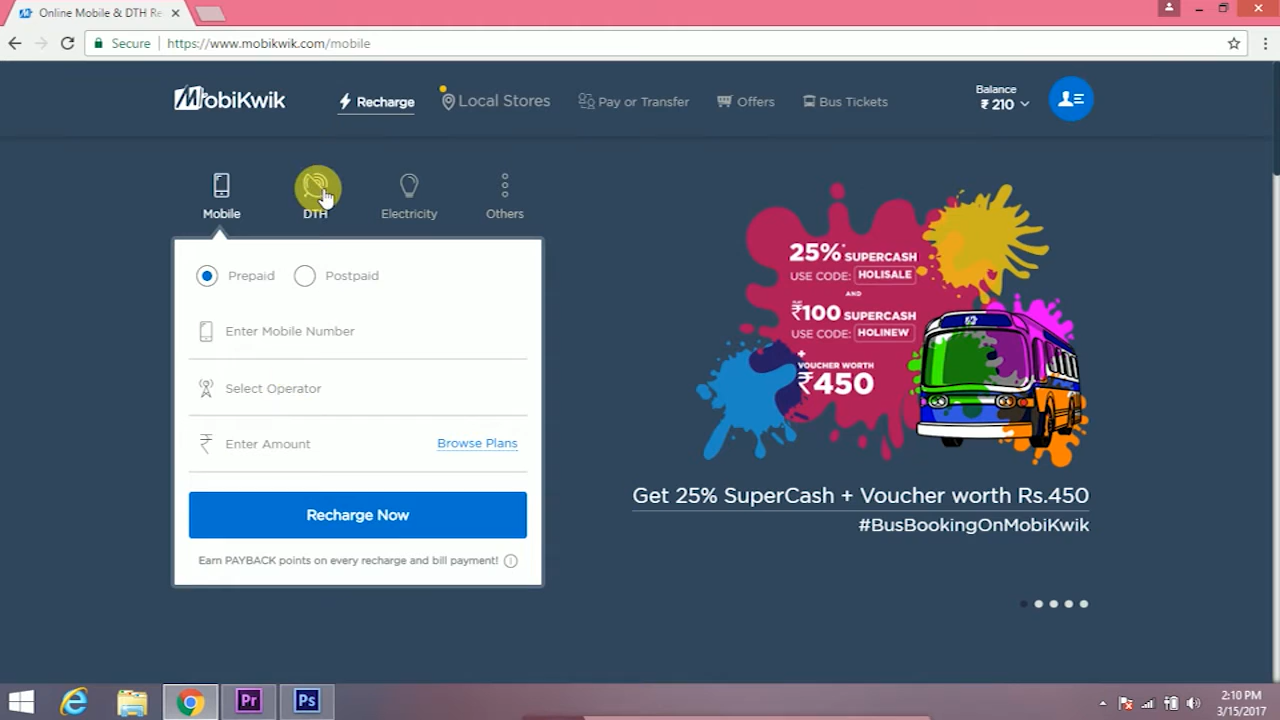 Online Mobile & DTH Re
Secure
https://www.mobikwik.com/mobile
MobiKwik
Recharge
Local Stores
Pay or Transfer
Offers
Bus Tickets
Balance
₹ 210
Mobile
DTH
Electricity
Others
Prepaid
Postpaid
Enter Mobile Number
Select Operator
Enter Amount
Browse Plans
Recharge Now
Earn PAYBACK points on every recharge and bill payment!
25%* SUPERCASH
USE CODE: HOLISALE
AND
₹100 SUPERCASH
USE CODE: HOLINEW
+
VOUCHER WORTH
₹450
Get 25% SuperCash + Voucher worth Rs.450
#BusBookingOnMobiKwik
Pr
Ps
2:10 PM
3/15/2017